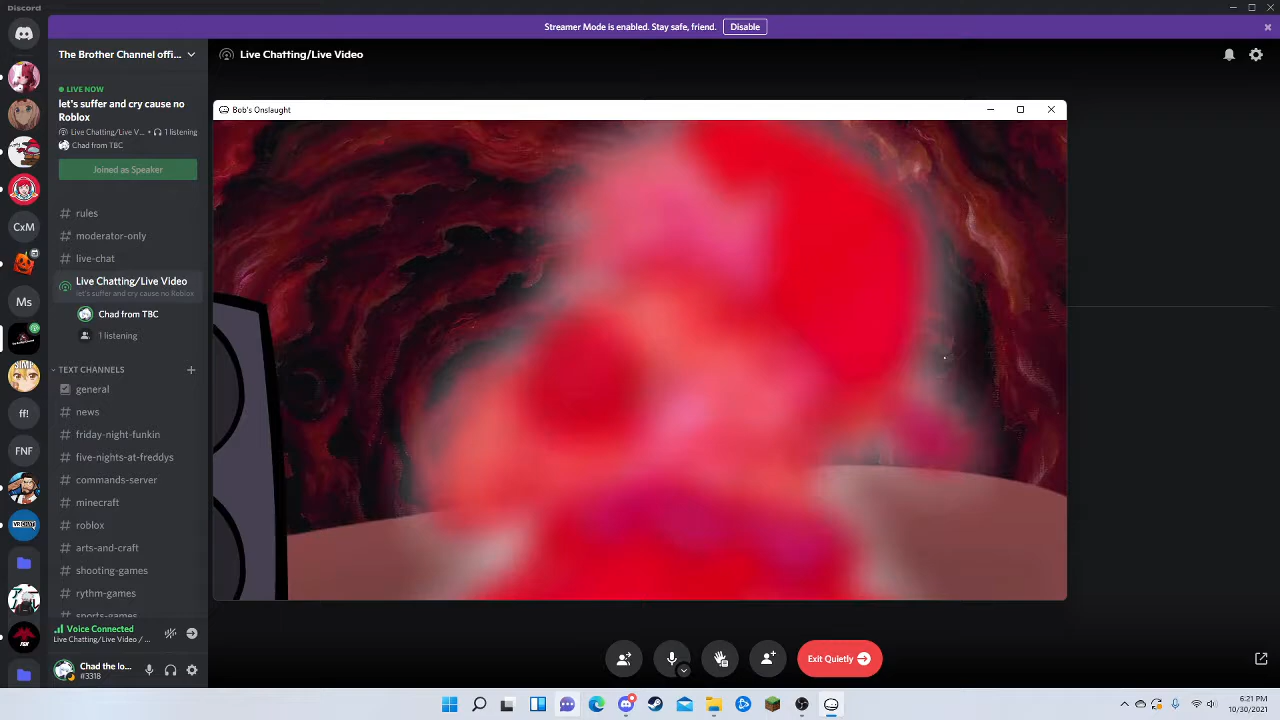 Discord
Streamer Mode is enabled. Stay safe, friend.
Disable
The Brother Channel offi...
Live Chatting/Live Video
LIVE NOW
let's suffer and cry cause no
Roblox
Live Chatting/Live V... • 1 listening
Chad from TBC
Joined as Speaker
rules
moderator-only
live-chat
Live Chatting/Live Video
let's suffer and cry cause no Roblox
Chad from TBC
1 listening
TEXT CHANNELS
general
news
friday-night-funkin
five-nights-at-freddys
commands-server
minecraft
roblox
arts-and-craft
shooting-games
rythm-games
sports-games
Voice Connected
Live Chatting/Live Video / ...
Chad the lo...
#3318
CxM
Ms
ff!
FNF
Bob's Onslaught
Exit Quietly
6:21 PM
10/30/2021